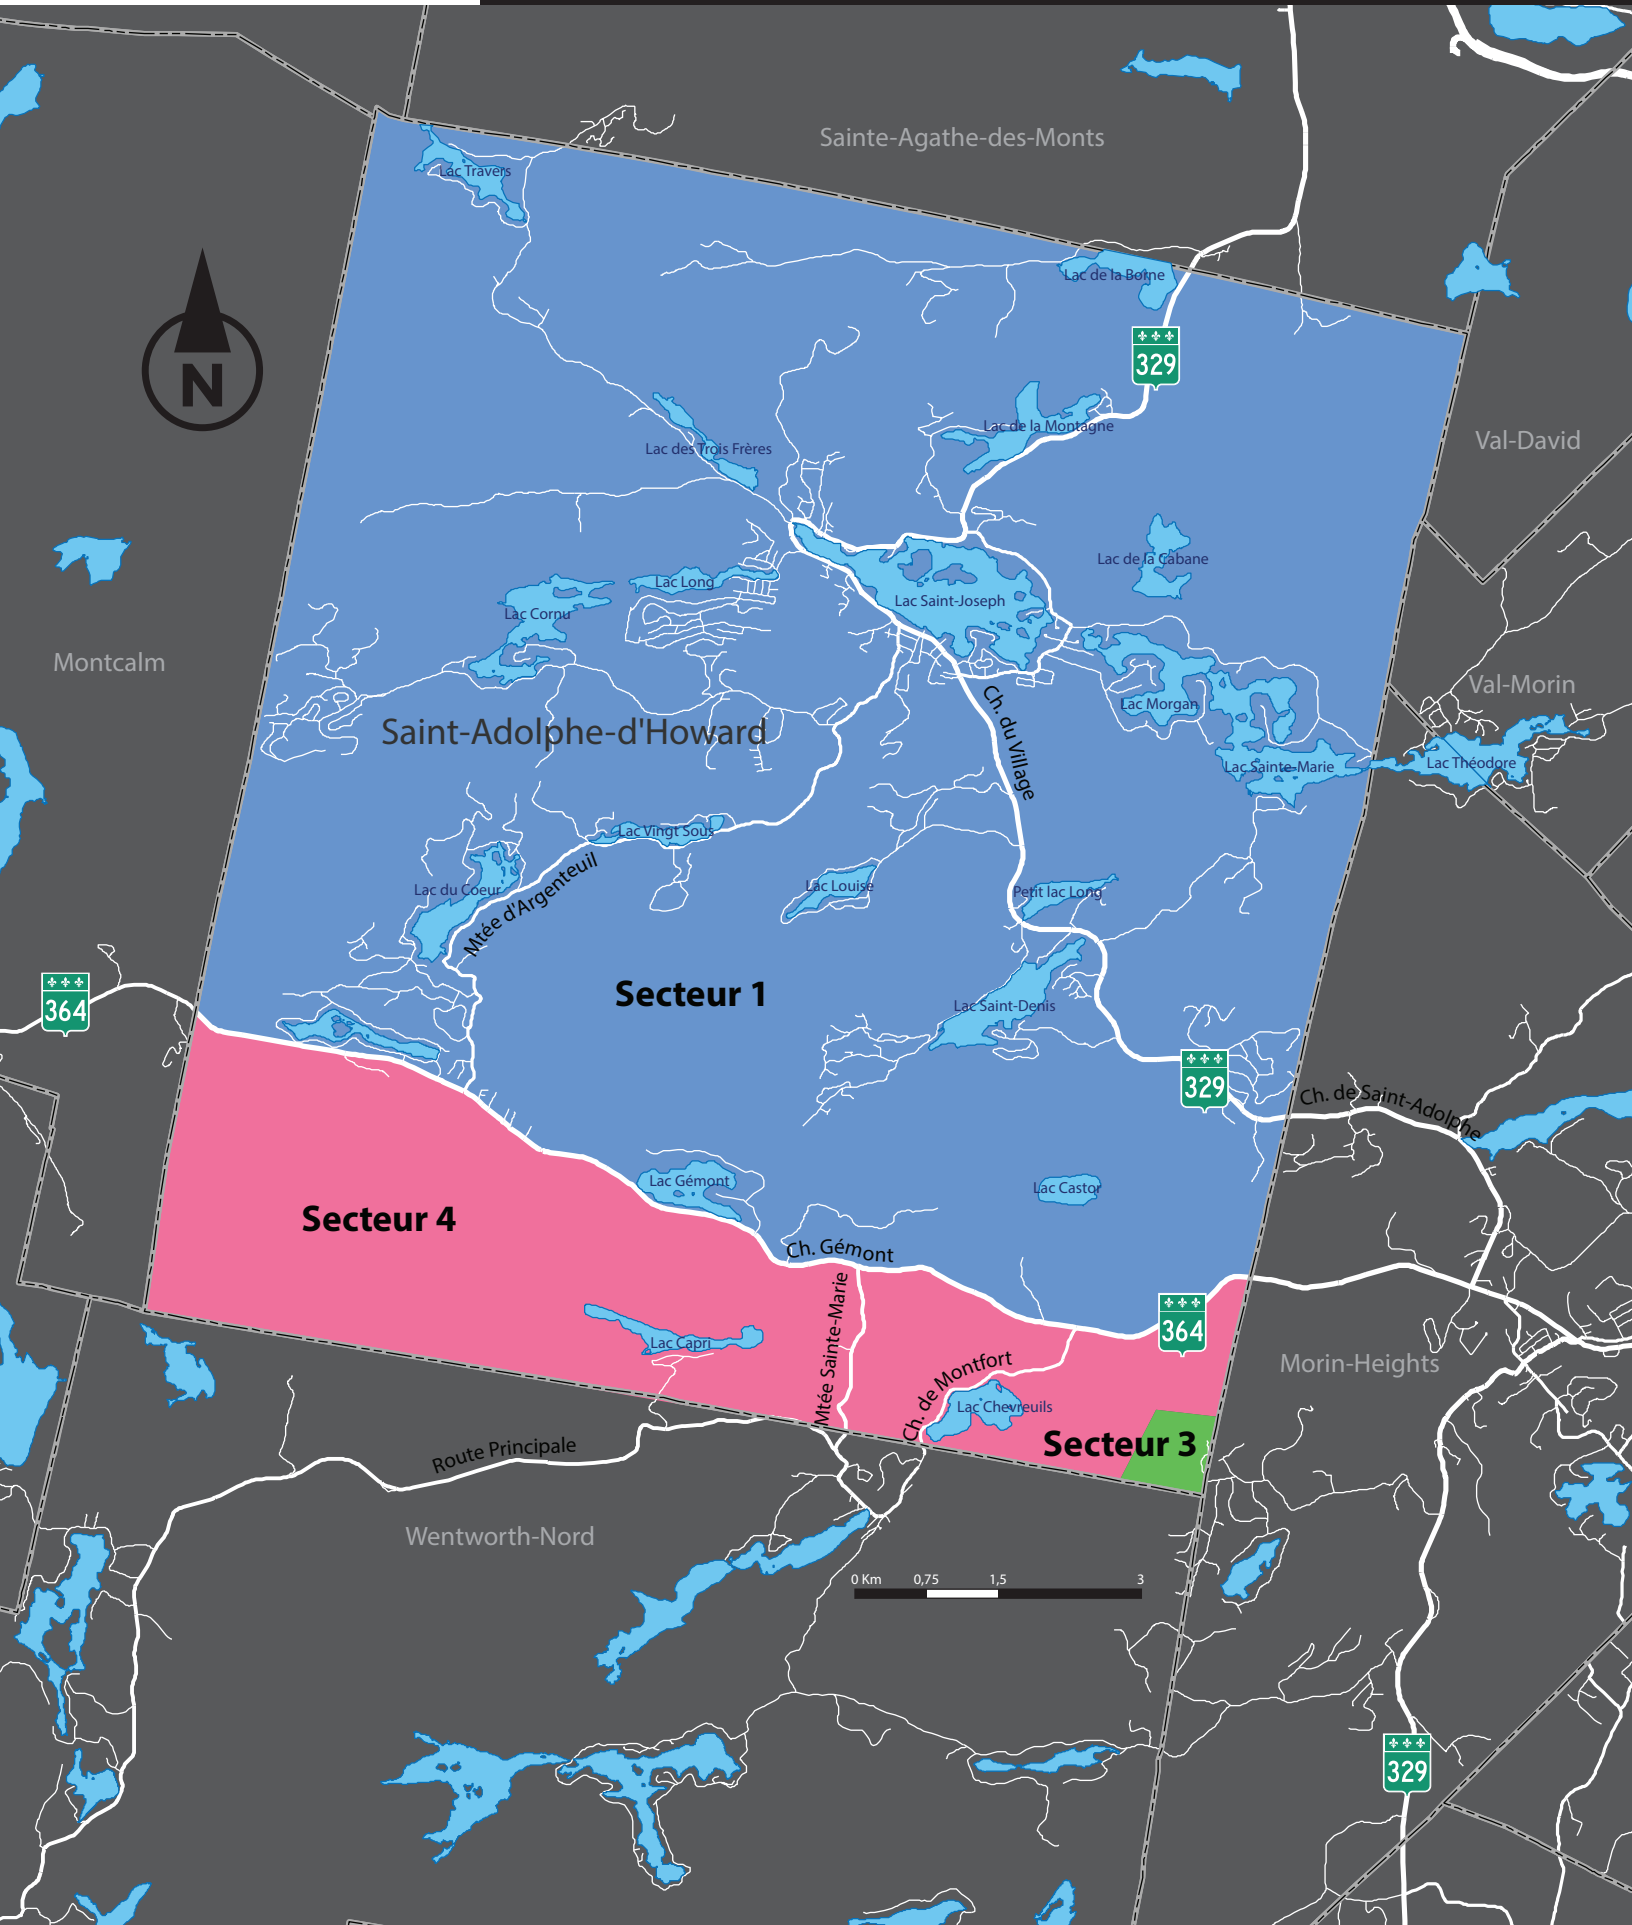 Sainte-Agathe-des-Monts
Lac Travers
Lac de la Borne
329
N
Lac de la Montagne
Val-David
Lac des Trois Frères
Lac de la Cabane
Lac Long
Lac Saint-Joseph
Lac Cornu
Montcalm
Val-Morin
Ch. du Village
Lac Morgan
Saint-Adolphe-d'Howard
Lac Sainte-Marie
Lac Théodore
Lac Vingt Sous
Lac du Coeur
Mtée d'Argenteuil
Lac Louise
Petit lac Long
Secteur 1
364
Lac Saint-Denis
329
Ch. de Saint-Adolphe
Lac Gémont
Lac Castor
Secteur 4
Ch. Gémont
Mtée Sainte-Marie
364
Lac Capri
Ch. de Montfort
Morin-Heights
Lac Chevreuils
Secteur 3
Route Principale
Wentworth-Nord
0 Km 0,75 1,5 3
329